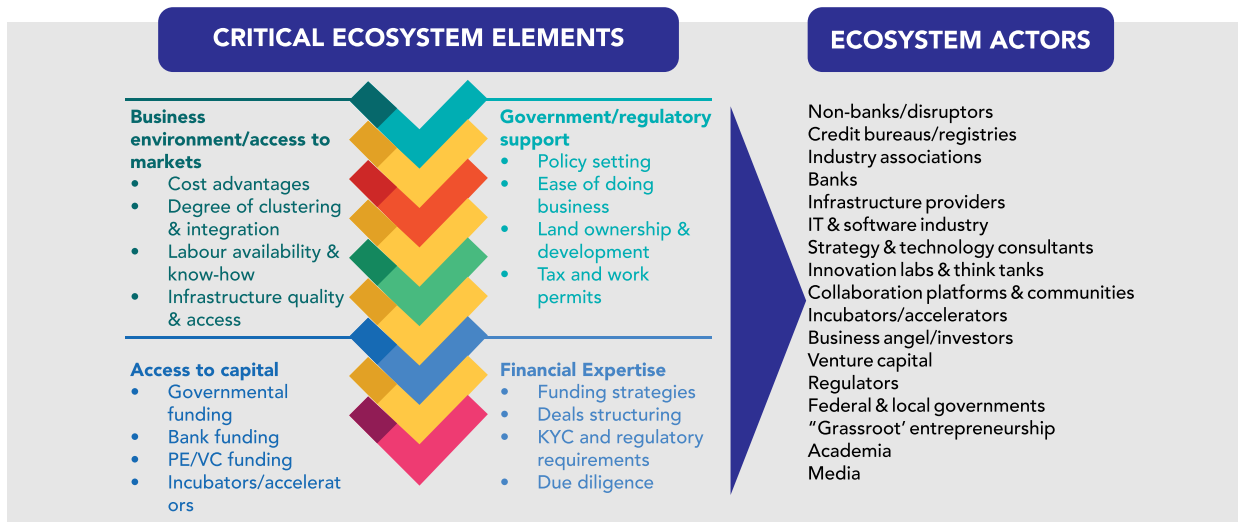 CRITICAL ECOSYSTEM ELEMENTS
Business
environment/access to
markets
• Cost advantages
• Degree of clustering
& integration
• Labour availability &
know-how
• Infrastructure quality
& access
Government/regulatory
support
• Policy setting
• Ease of doing
business
• Land ownership &
development
• Tax and work
permits
Access to capital
• Governmental
funding
• Bank funding
• PE/VC funding
• Incubators/accelerat
ors
Financial Expertise
• Funding strategies
• Deals structuring
• KYC and regulatory
requirements
• Due diligence
ECOSYSTEM ACTORS
Non-banks/disruptors
Credit bureaus/registries
Industry associations
Banks
Infrastructure providers
IT & software industry
Strategy & technology consultants
Innovation labs & think tanks
Collaboration platforms & communities
Incubators/accelerators
Business angel/investors
Venture capital
Regulators
Federal & local governments
“Grassroot’ entrepreneurship
Academia
Media